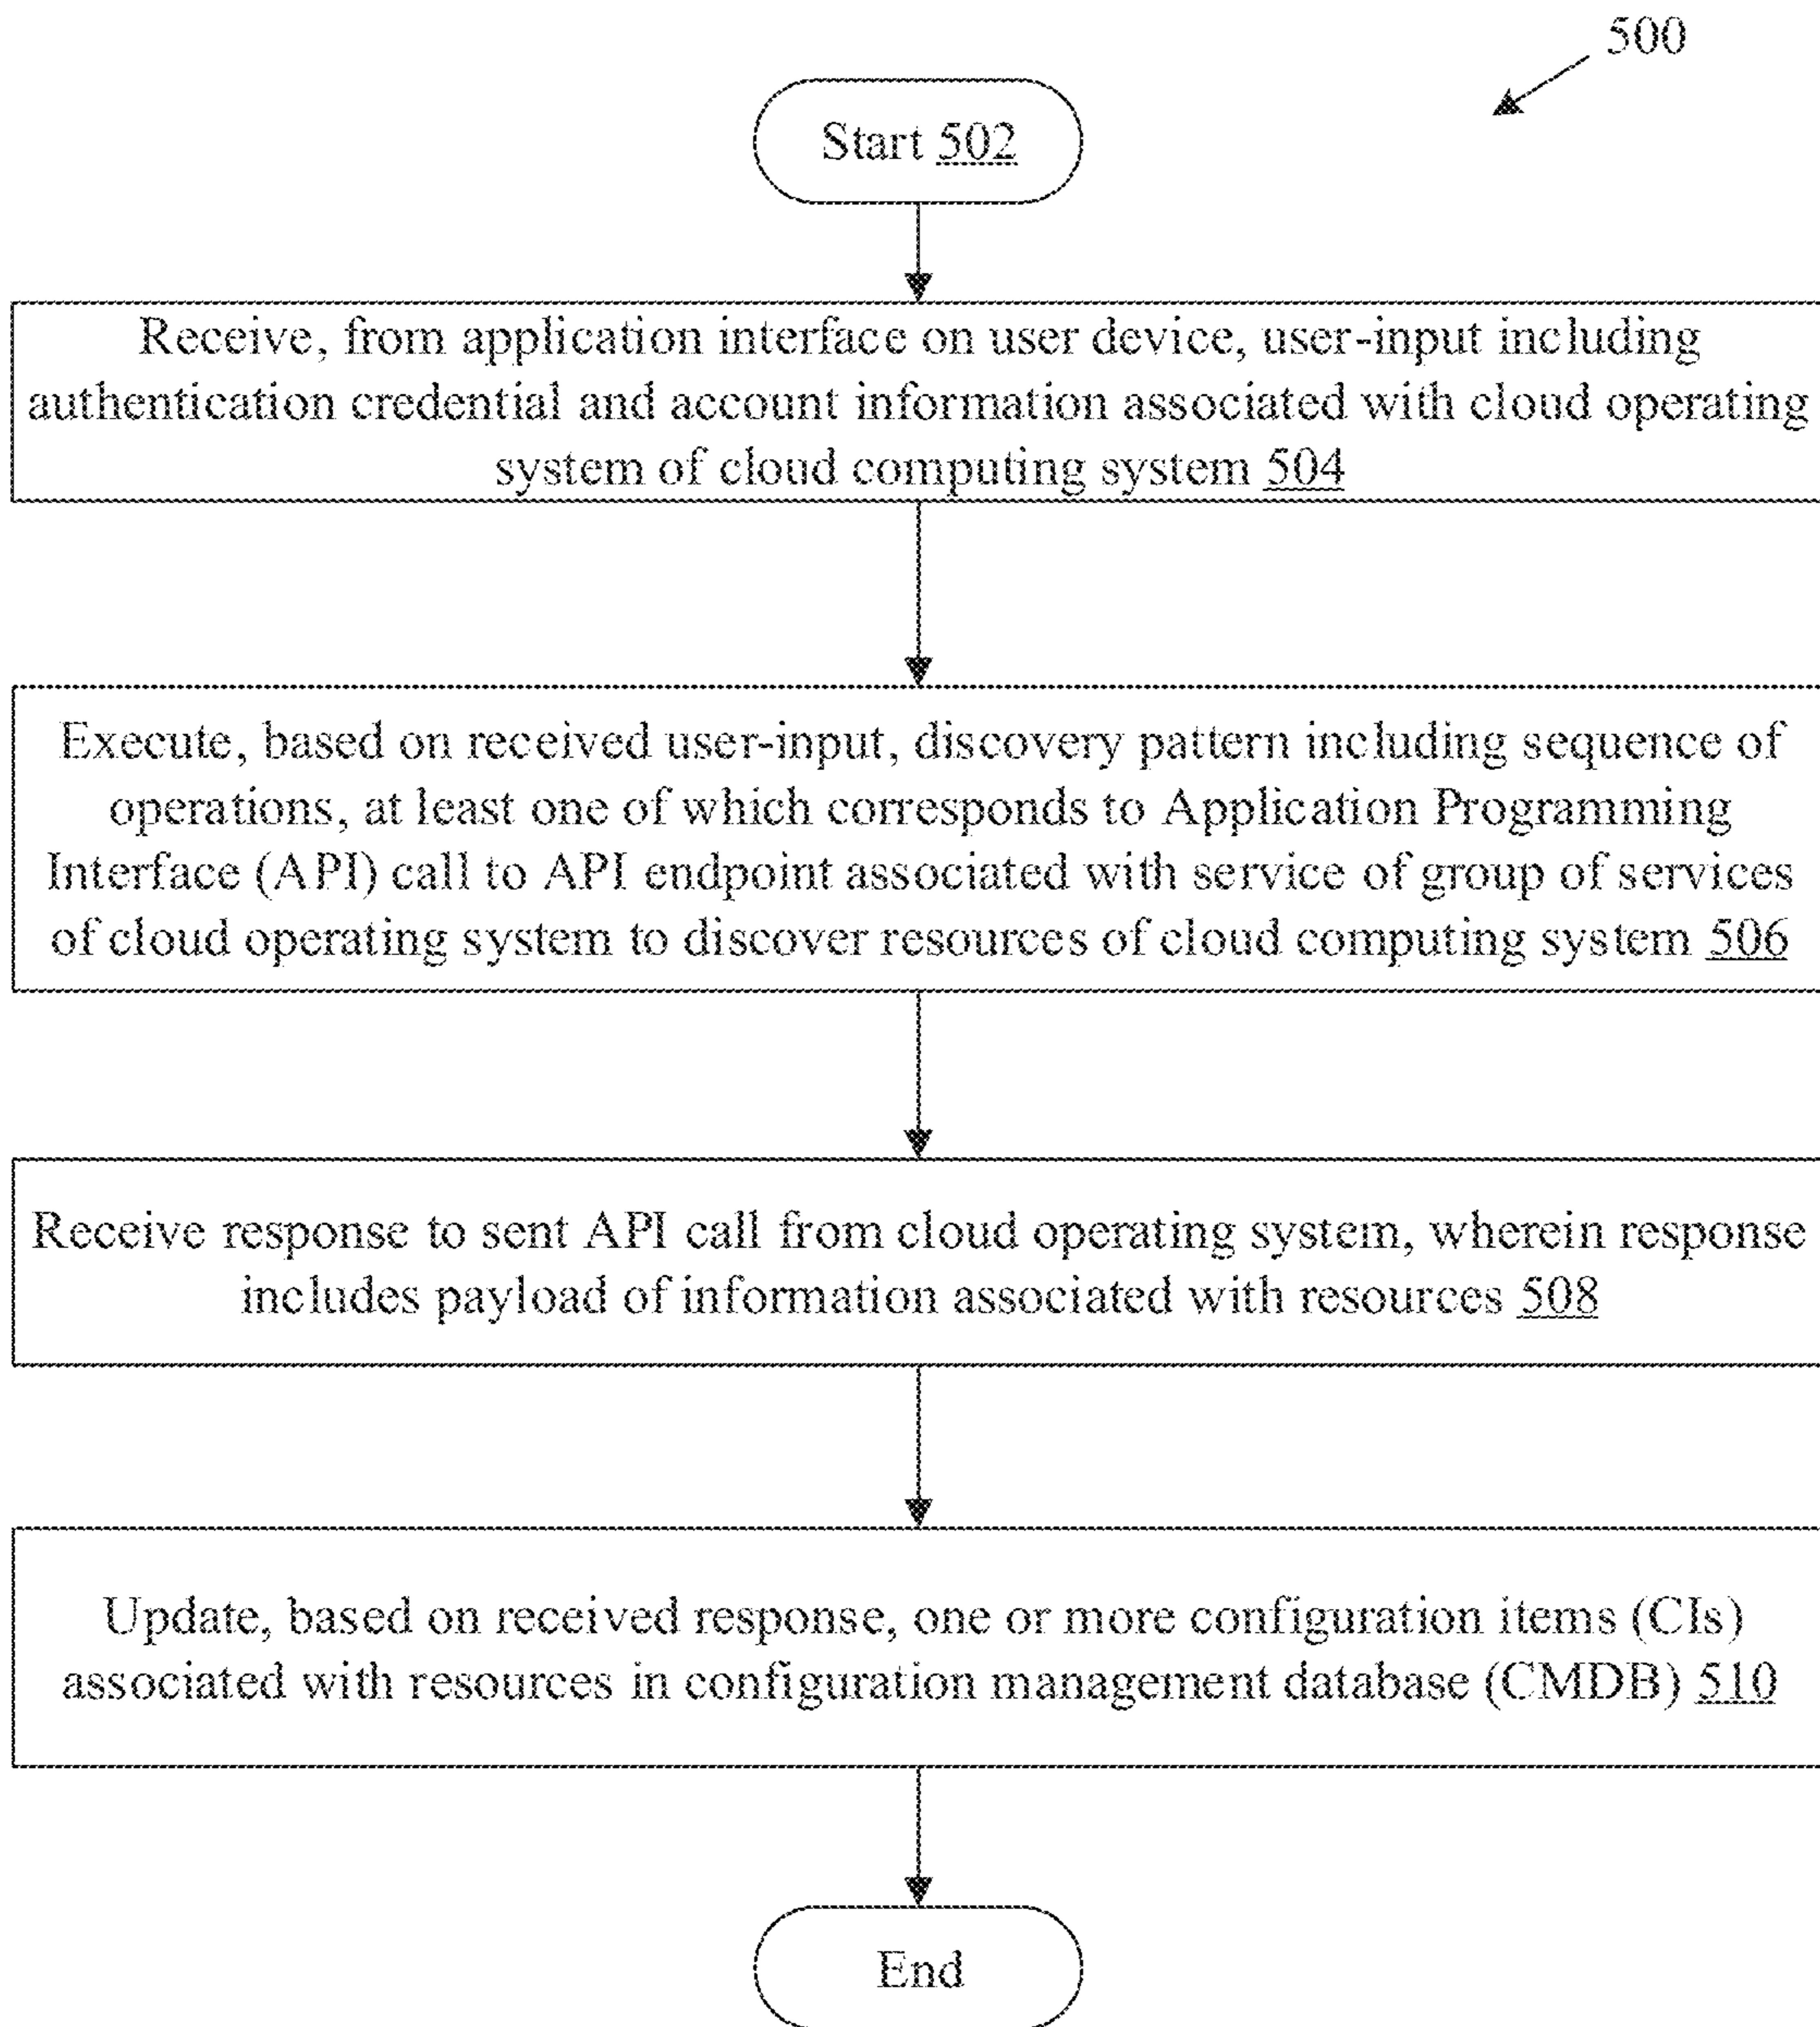 500
Start 502
Receive, from application interface on user device, user-input including
authentication credential and account information associated with cloud operating
system of cloud computing system 504
Execute, based on received user-input, discovery pattern including sequence of
operations, at least one of which corresponds to Application Programming
Interface (API) call to API endpoint associated with service of group of services
of cloud operating system to discover resources of cloud computing system 506
Receive response to sent API call from cloud operating system, wherein response
includes payload of information associated with resources 508
Update, based on received response, one or more configuration items (CIs)
associated with resources in configuration management database (CMDB) 510
End